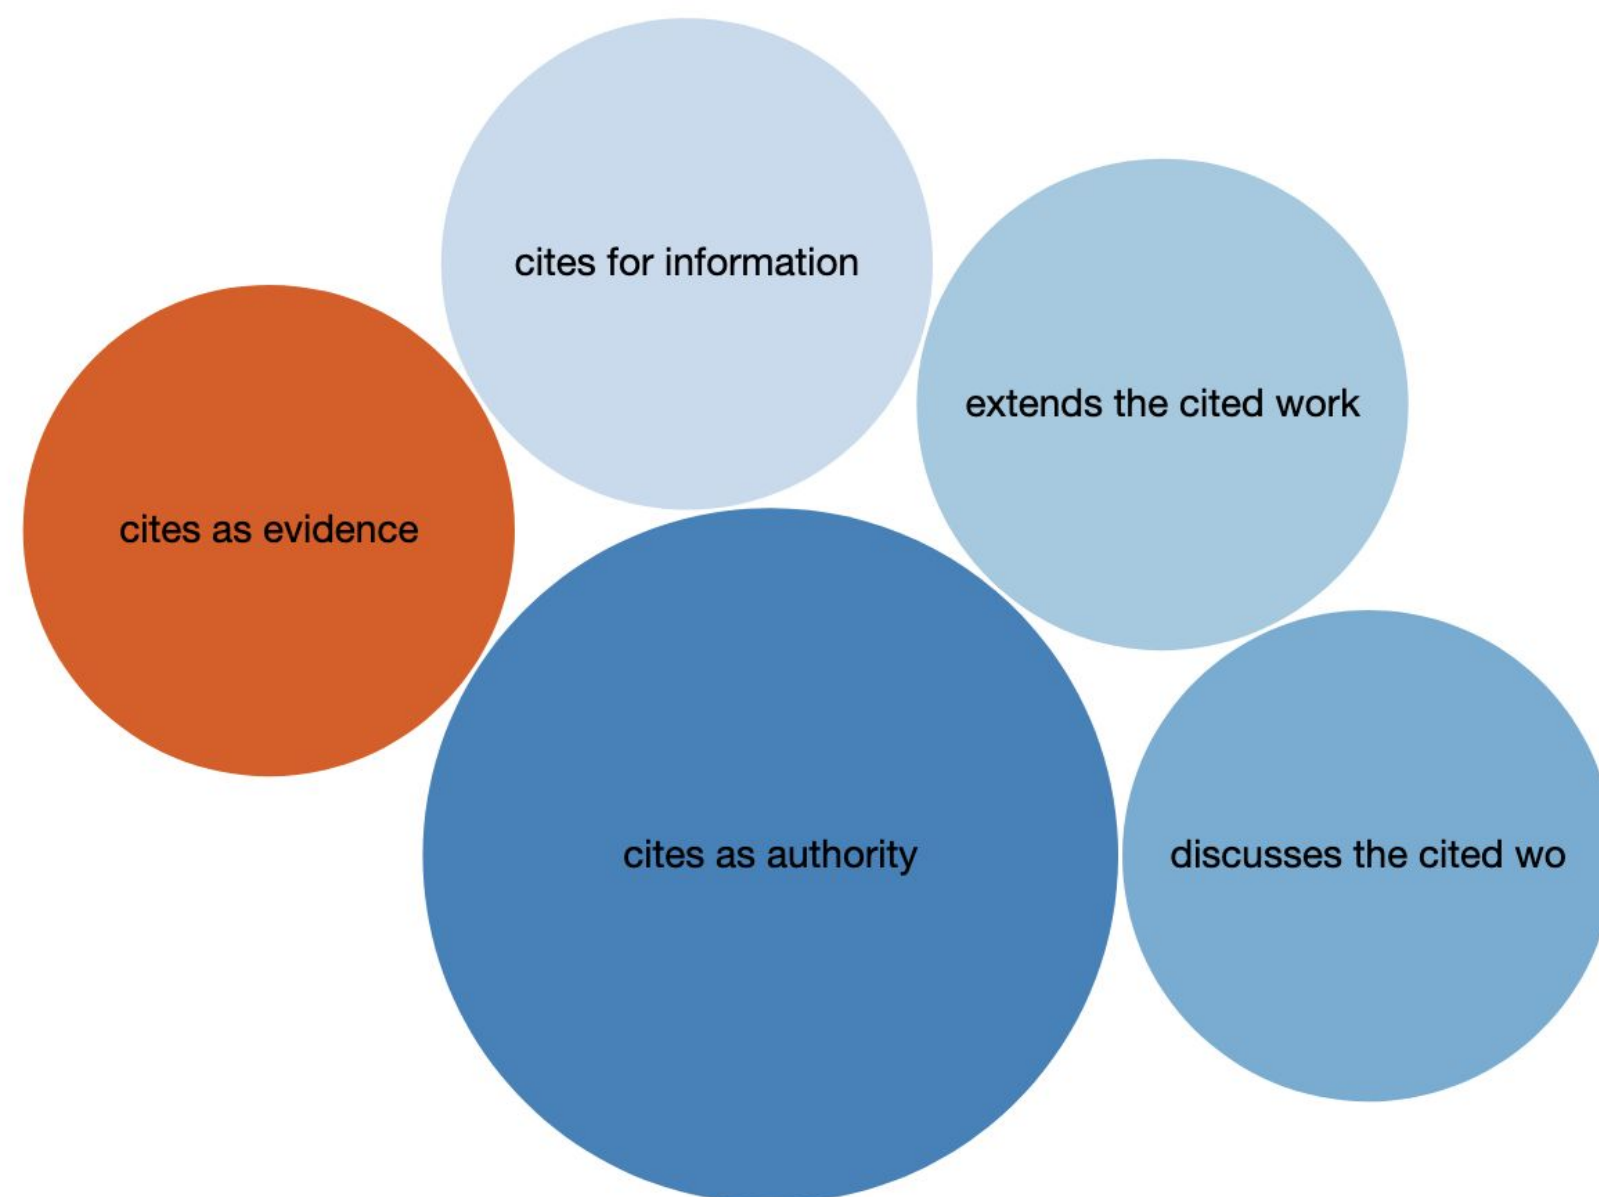 cites for information
extends the cited work
cites as evidence
cites as authority
discusses the cited wo